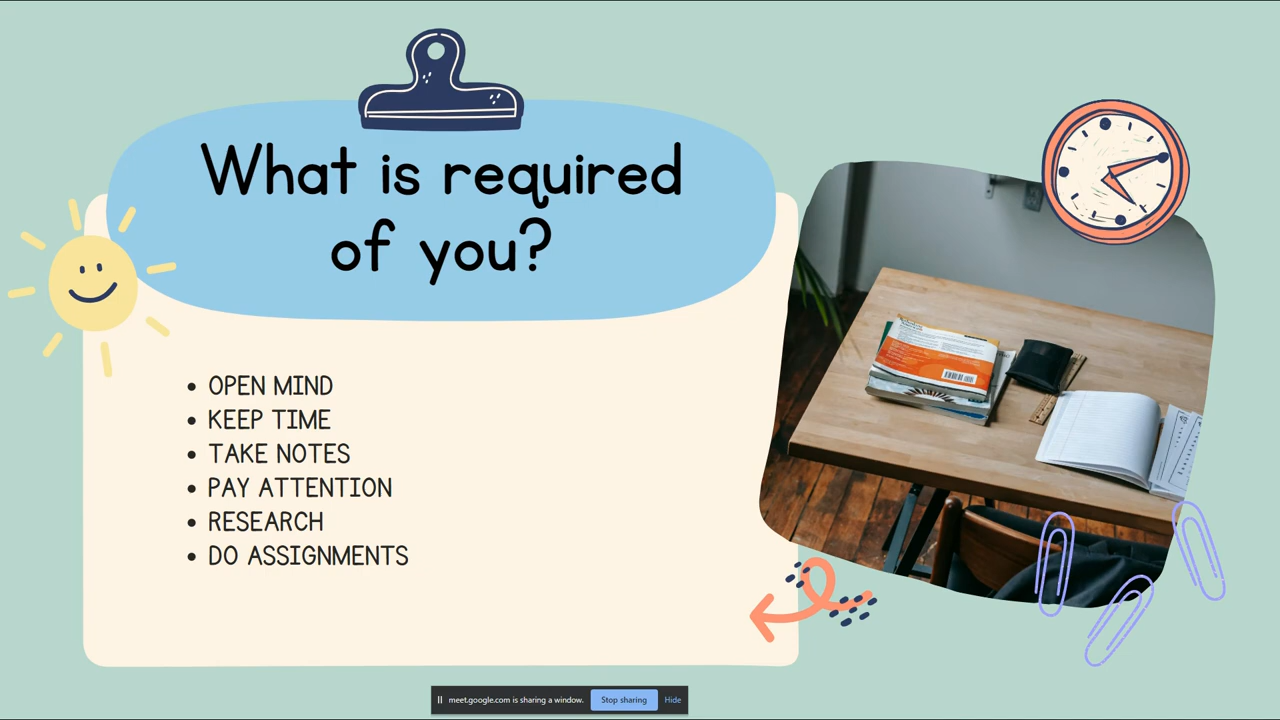 What is required
of you?
OPEN MIND
KEEP TIME
TAKE NOTES
PAY ATTENTION
RESEARCH
DO ASSIGNMENTS
meet.google.com is sharing a window. Stop sharing Hide